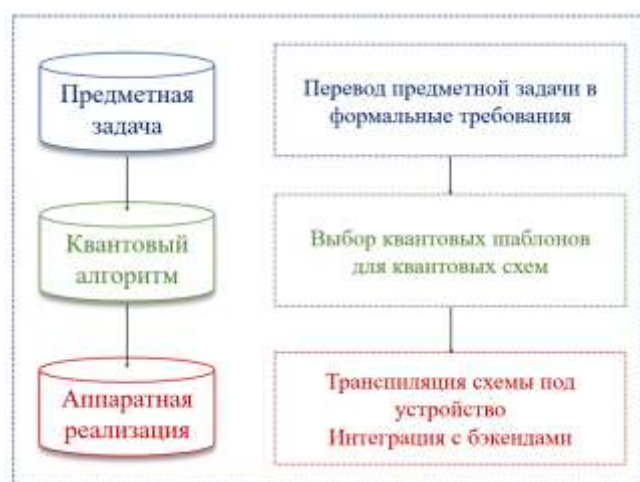 Предметная
задача
Перевод предметной задачи в
формальные требования
Квантовый
алгоритм
Выбор квантовых шаблонов
для квантовых схем
Аппаратная
реализация
Транспиляция схемы под
устройство
Интеграция с бэкендами